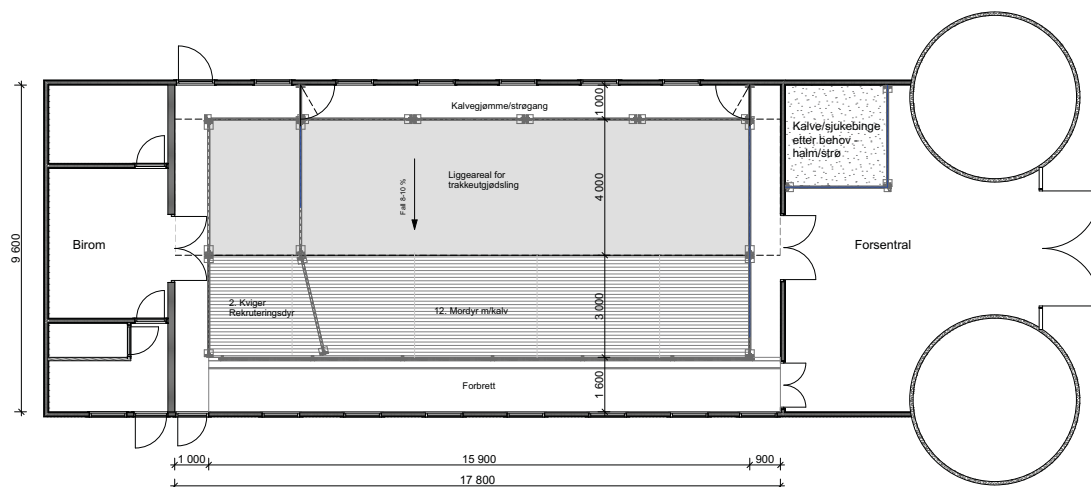 Kalvegjømme/strøgang
1 000
Kalve/sjukebinge
etter behov -
halm/strø
Liggeareal for
trakkeutgjødsling
Fall 8-10 %
4 000
9 600
Birom
Forsentral
2. Kviger
Rekruteringsdyr
12. Mordyr m/kalv
3 000
Forbrett
1 600
1 000
15 900
900
17 800